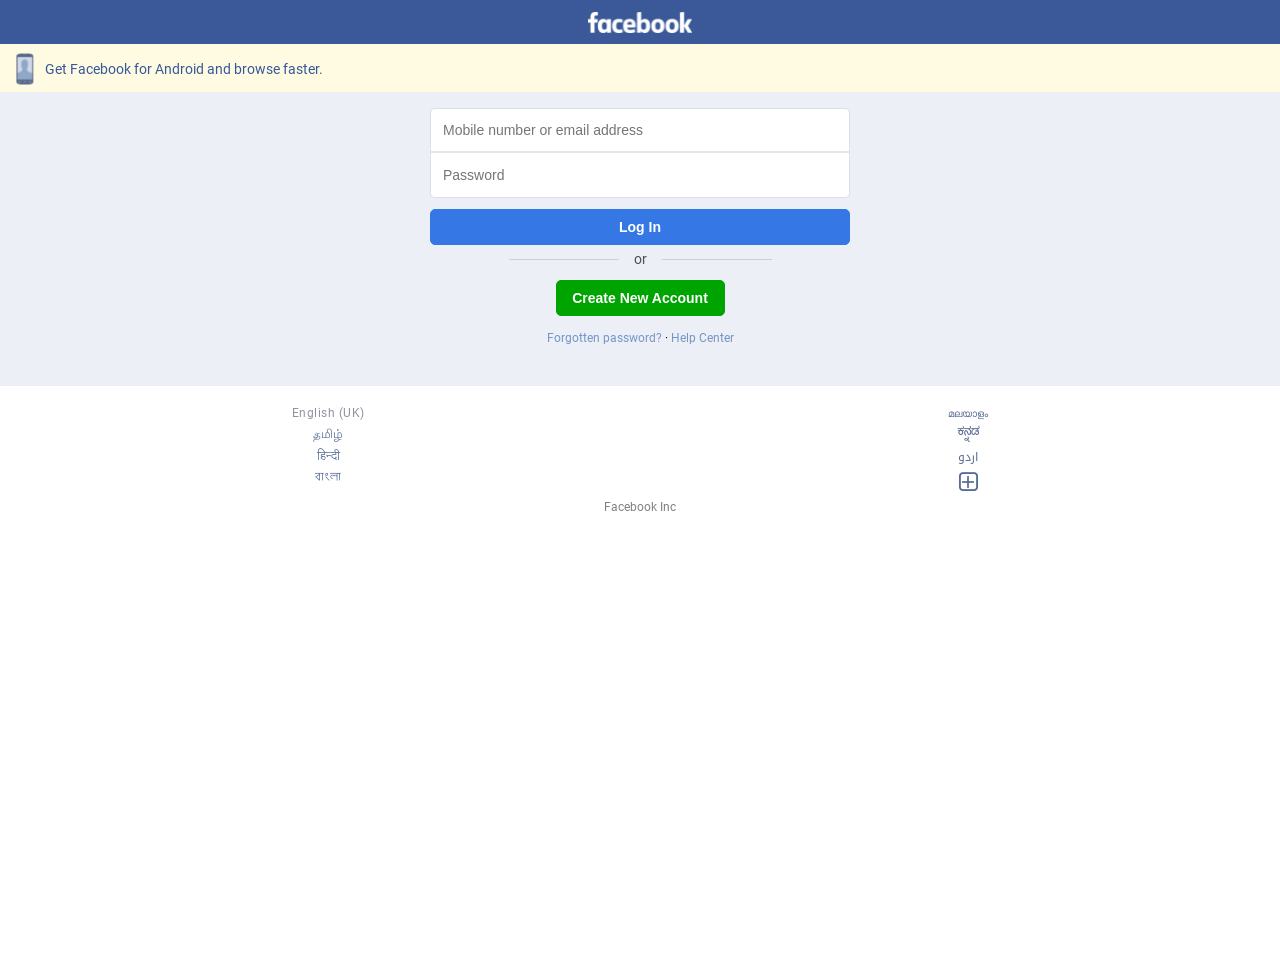 facebook
Get Facebook for Android and browse faster.
Mobile number or email address
Password
Log In
or
Create New Account
Forgotten password? · Help Center
English (UK)
தமிழ்
हिन्दी
বাংলা
മലയാളം
ಕನ್ನಡ
اردو
Facebook Inc